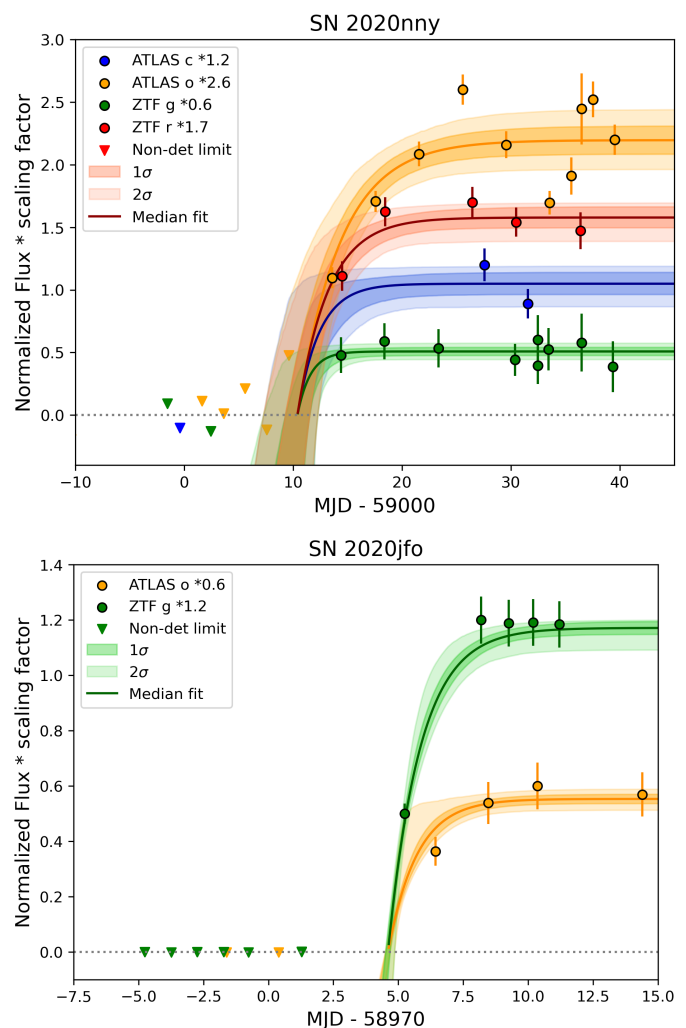 SN 2020nny
3.0
2.5
2.0
1.5
1.0
0.5
0.0
Normalized Flux * scaling factor
ATLAS c *1.2
ATLAS o *2.6
ZTF g *0.6
ZTF r *1.7
Non-det limit
1σ
2σ
Median fit
−10 0 10 20 30 40
MJD - 59000
SN 2020jfo
1.4
1.2
1.0
0.8
0.6
0.4
0.2
0.0
Normalized Flux * scaling factor
ATLAS o *0.6
ZTF g *1.2
Non-det limit
1σ
2σ
Median fit
−7.5 −5.0 −2.5 0.0 2.5 5.0 7.5 10.0 12.5 15.0
MJD - 58970